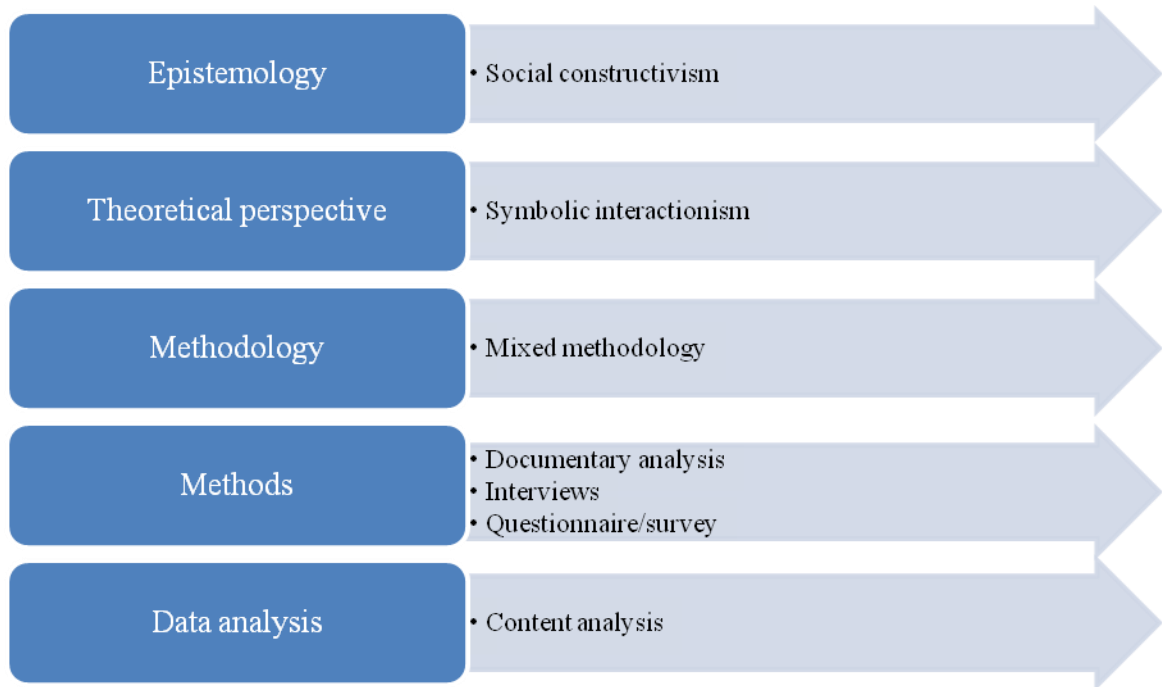 Epistemology
• Social constructivism
Theoretical perspective
• Symbolic interactionism
Methodology
• Mixed methodology
Methods
• Documentary analysis
• Interviews
• Questionnaire/survey
Data analysis
• Content analysis